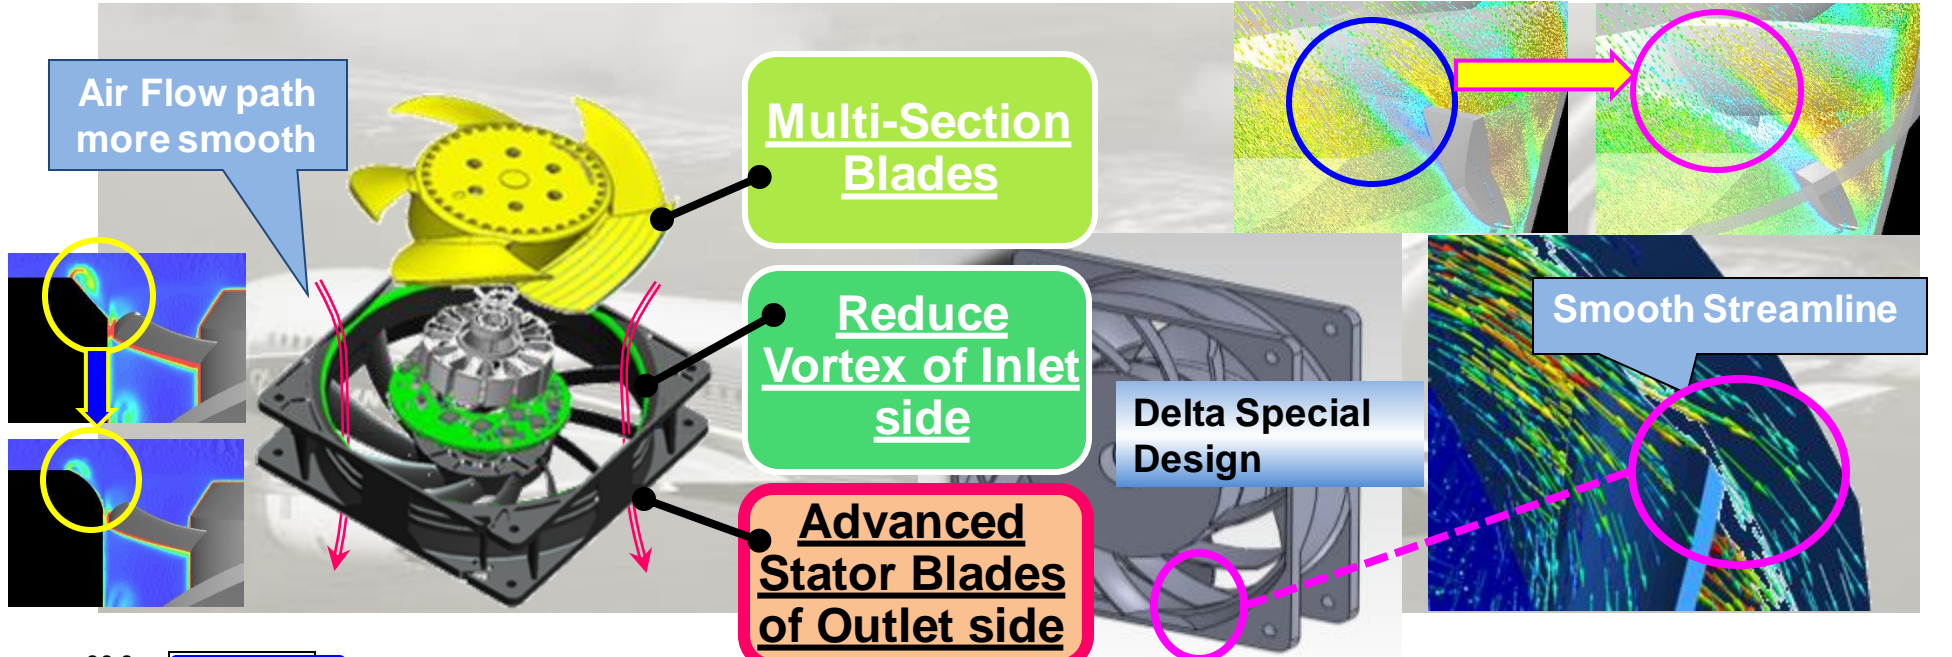 Air Flow path
more smooth
Multi-Section
Blades
Reduce
Vortex of Inlet
side
Advanced
Stator Blades
of Outlet side
Delta Special
Design
Smooth Streamline